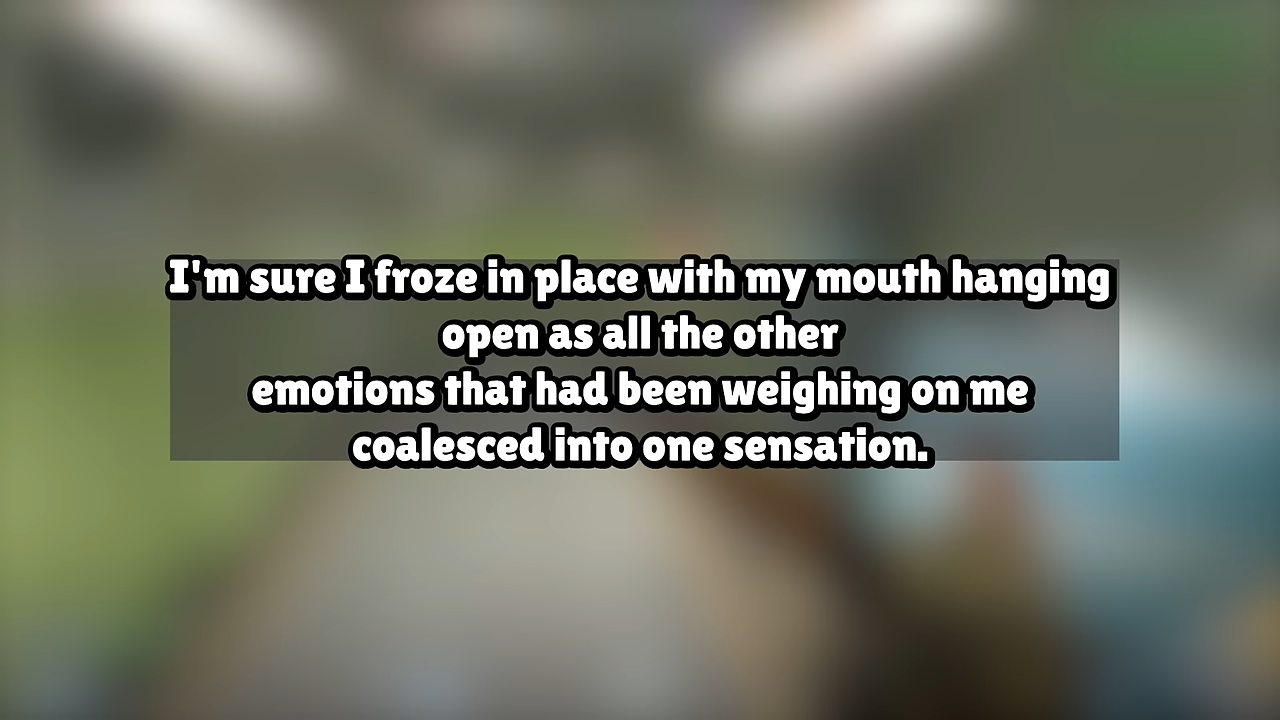 I'm sure I froze in place with my mouth hanging
open as all the other
emotions that had been weighing on me
coalesced into one sensation.